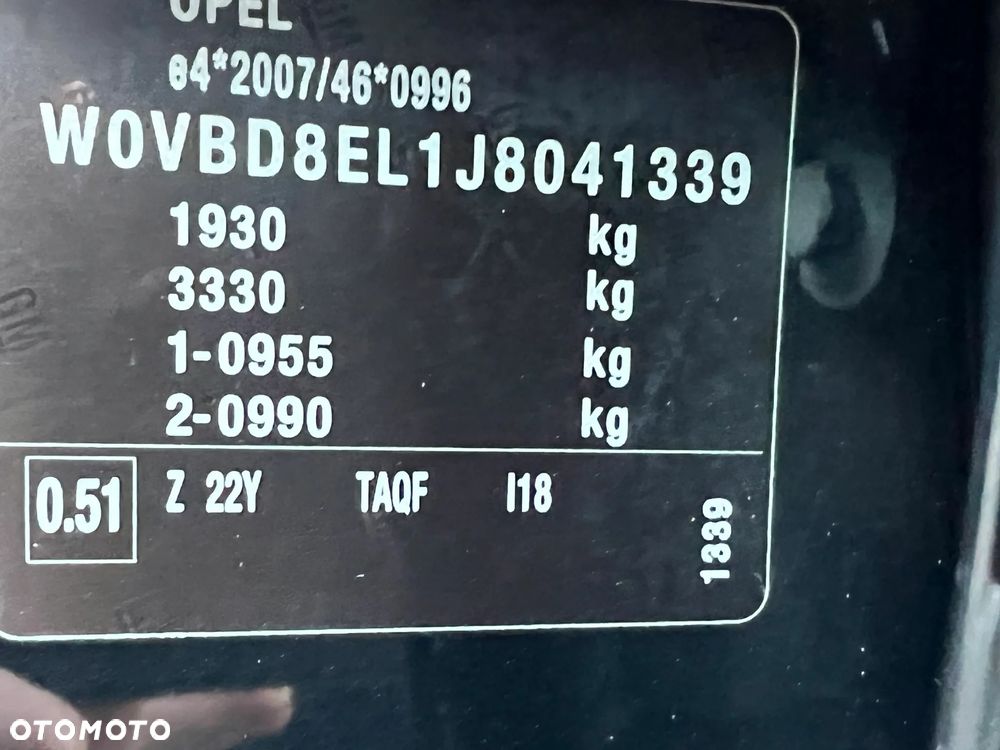 OPEL
e4*2007/46*0996
W0VBD8EL1J8041339
1930 kg
3330 kg
1-0955 kg
2-0990 kg
0.51 Z 22Y TAQF I18
1339
OTOMOTO